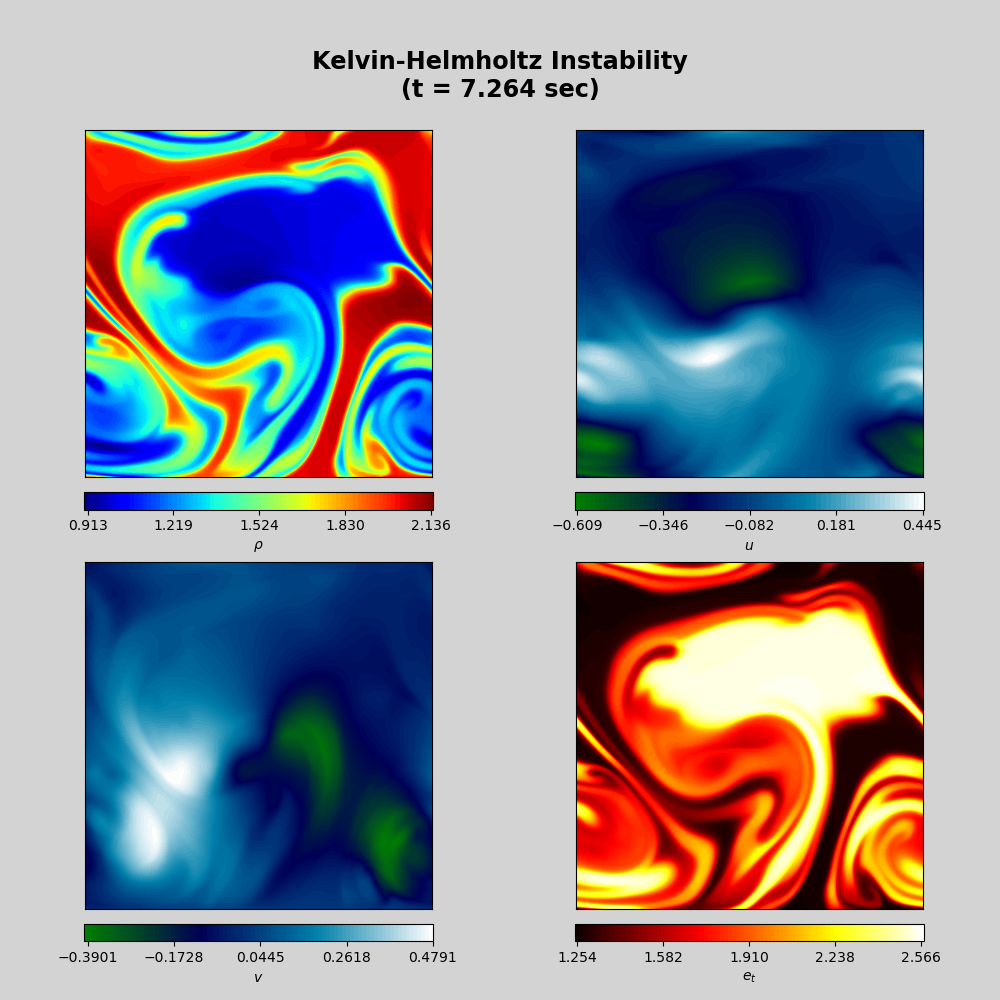 Kelvin-Helmholtz Instability
(t = 7.264 sec)
0.913 1.219 1.524 1.830 2.136
ρ
−0.609 −0.346 −0.082 0.181 0.445
u
−0.3901 −0.1728 0.0445 0.2618 0.4791
v
1.254 1.582 1.910 2.238 2.566
eₜ